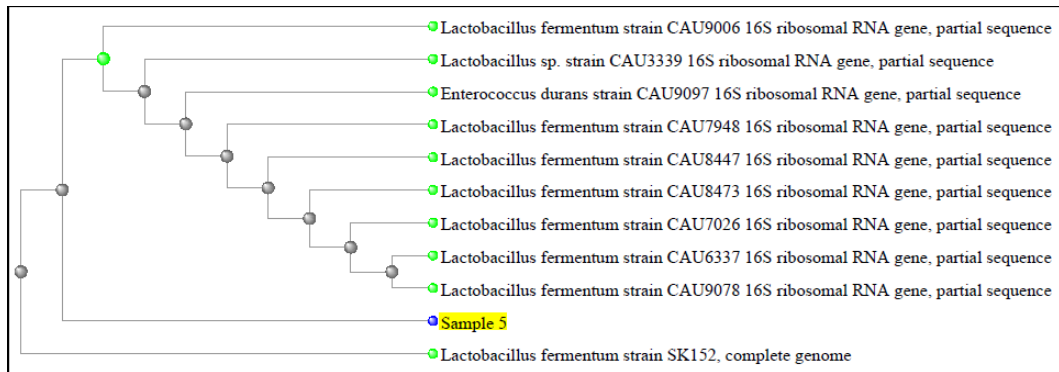 Lactobacillus fermentum strain CAU9006 16S ribosomal RNA gene, partial sequence
Lactobacillus sp. strain CAU3339 16S ribosomal RNA gene, partial sequence
Enterococcus durans strain CAU9097 16S ribosomal RNA gene, partial sequence
Lactobacillus fermentum strain CAU7948 16S ribosomal RNA gene, partial sequence
Lactobacillus fermentum strain CAU8447 16S ribosomal RNA gene, partial sequence
Lactobacillus fermentum strain CAU8473 16S ribosomal RNA gene, partial sequence
Lactobacillus fermentum strain CAU7026 16S ribosomal RNA gene, partial sequence
Lactobacillus fermentum strain CAU6337 16S ribosomal RNA gene, partial sequence
Lactobacillus fermentum strain CAU9078 16S ribosomal RNA gene, partial sequence
Sample 5
Lactobacillus fermentum strain SK152, complete genome